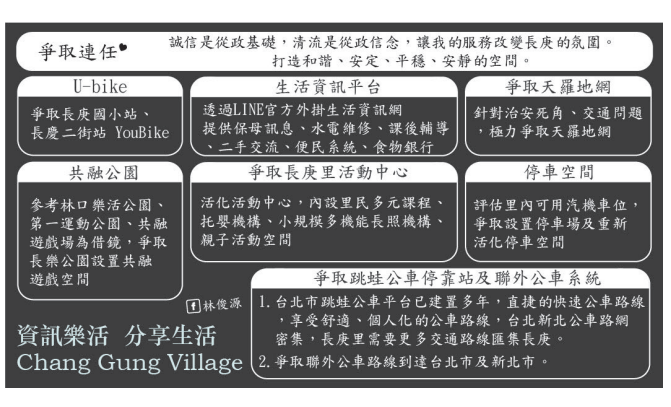 爭取連任 誠信是從政基礎，清流是從政信念，讓我的服務改變長庚的氛圍。
打造和諧、安定、平穩、安靜的空間。
U-bike
爭取長庚國小站、
長慶二街站 YouBike
生活資訊平台
透過LINE官方外掛生活資訊網
提供保母訊息、水電維修、課後輔導
、二手交流、便民系統、食物銀行
爭取天羅地網
針對治安死角、交通問題
，極力爭取天羅地網
共融公園
參考林口樂活公園、
第一運動公園、共融
遊戲場為借鏡，爭取
長樂公園設置共融
遊戲空間
爭取長庚里活動中心
活化活動中心，內設里民多元課程、
托嬰機構、小規模多機能長照機構、
親子活動空間
停車空間
評估里內可用汽機車位，
爭取設置停車場及重新
活化停車空間
爭取跳蛙公車停靠站及聯外公車系統
1.台北市跳蛙公車平台已建置多年，直捷的快速公車路線
，享受舒適、個人化的公車路線，台北新北公車路網
密集，長庚里需要更多交通路線匯集長庚。
2.爭取聯外公車路線到達台北市及新北市。
f林俊源
資訊樂活 分享生活
Chang Gung Village